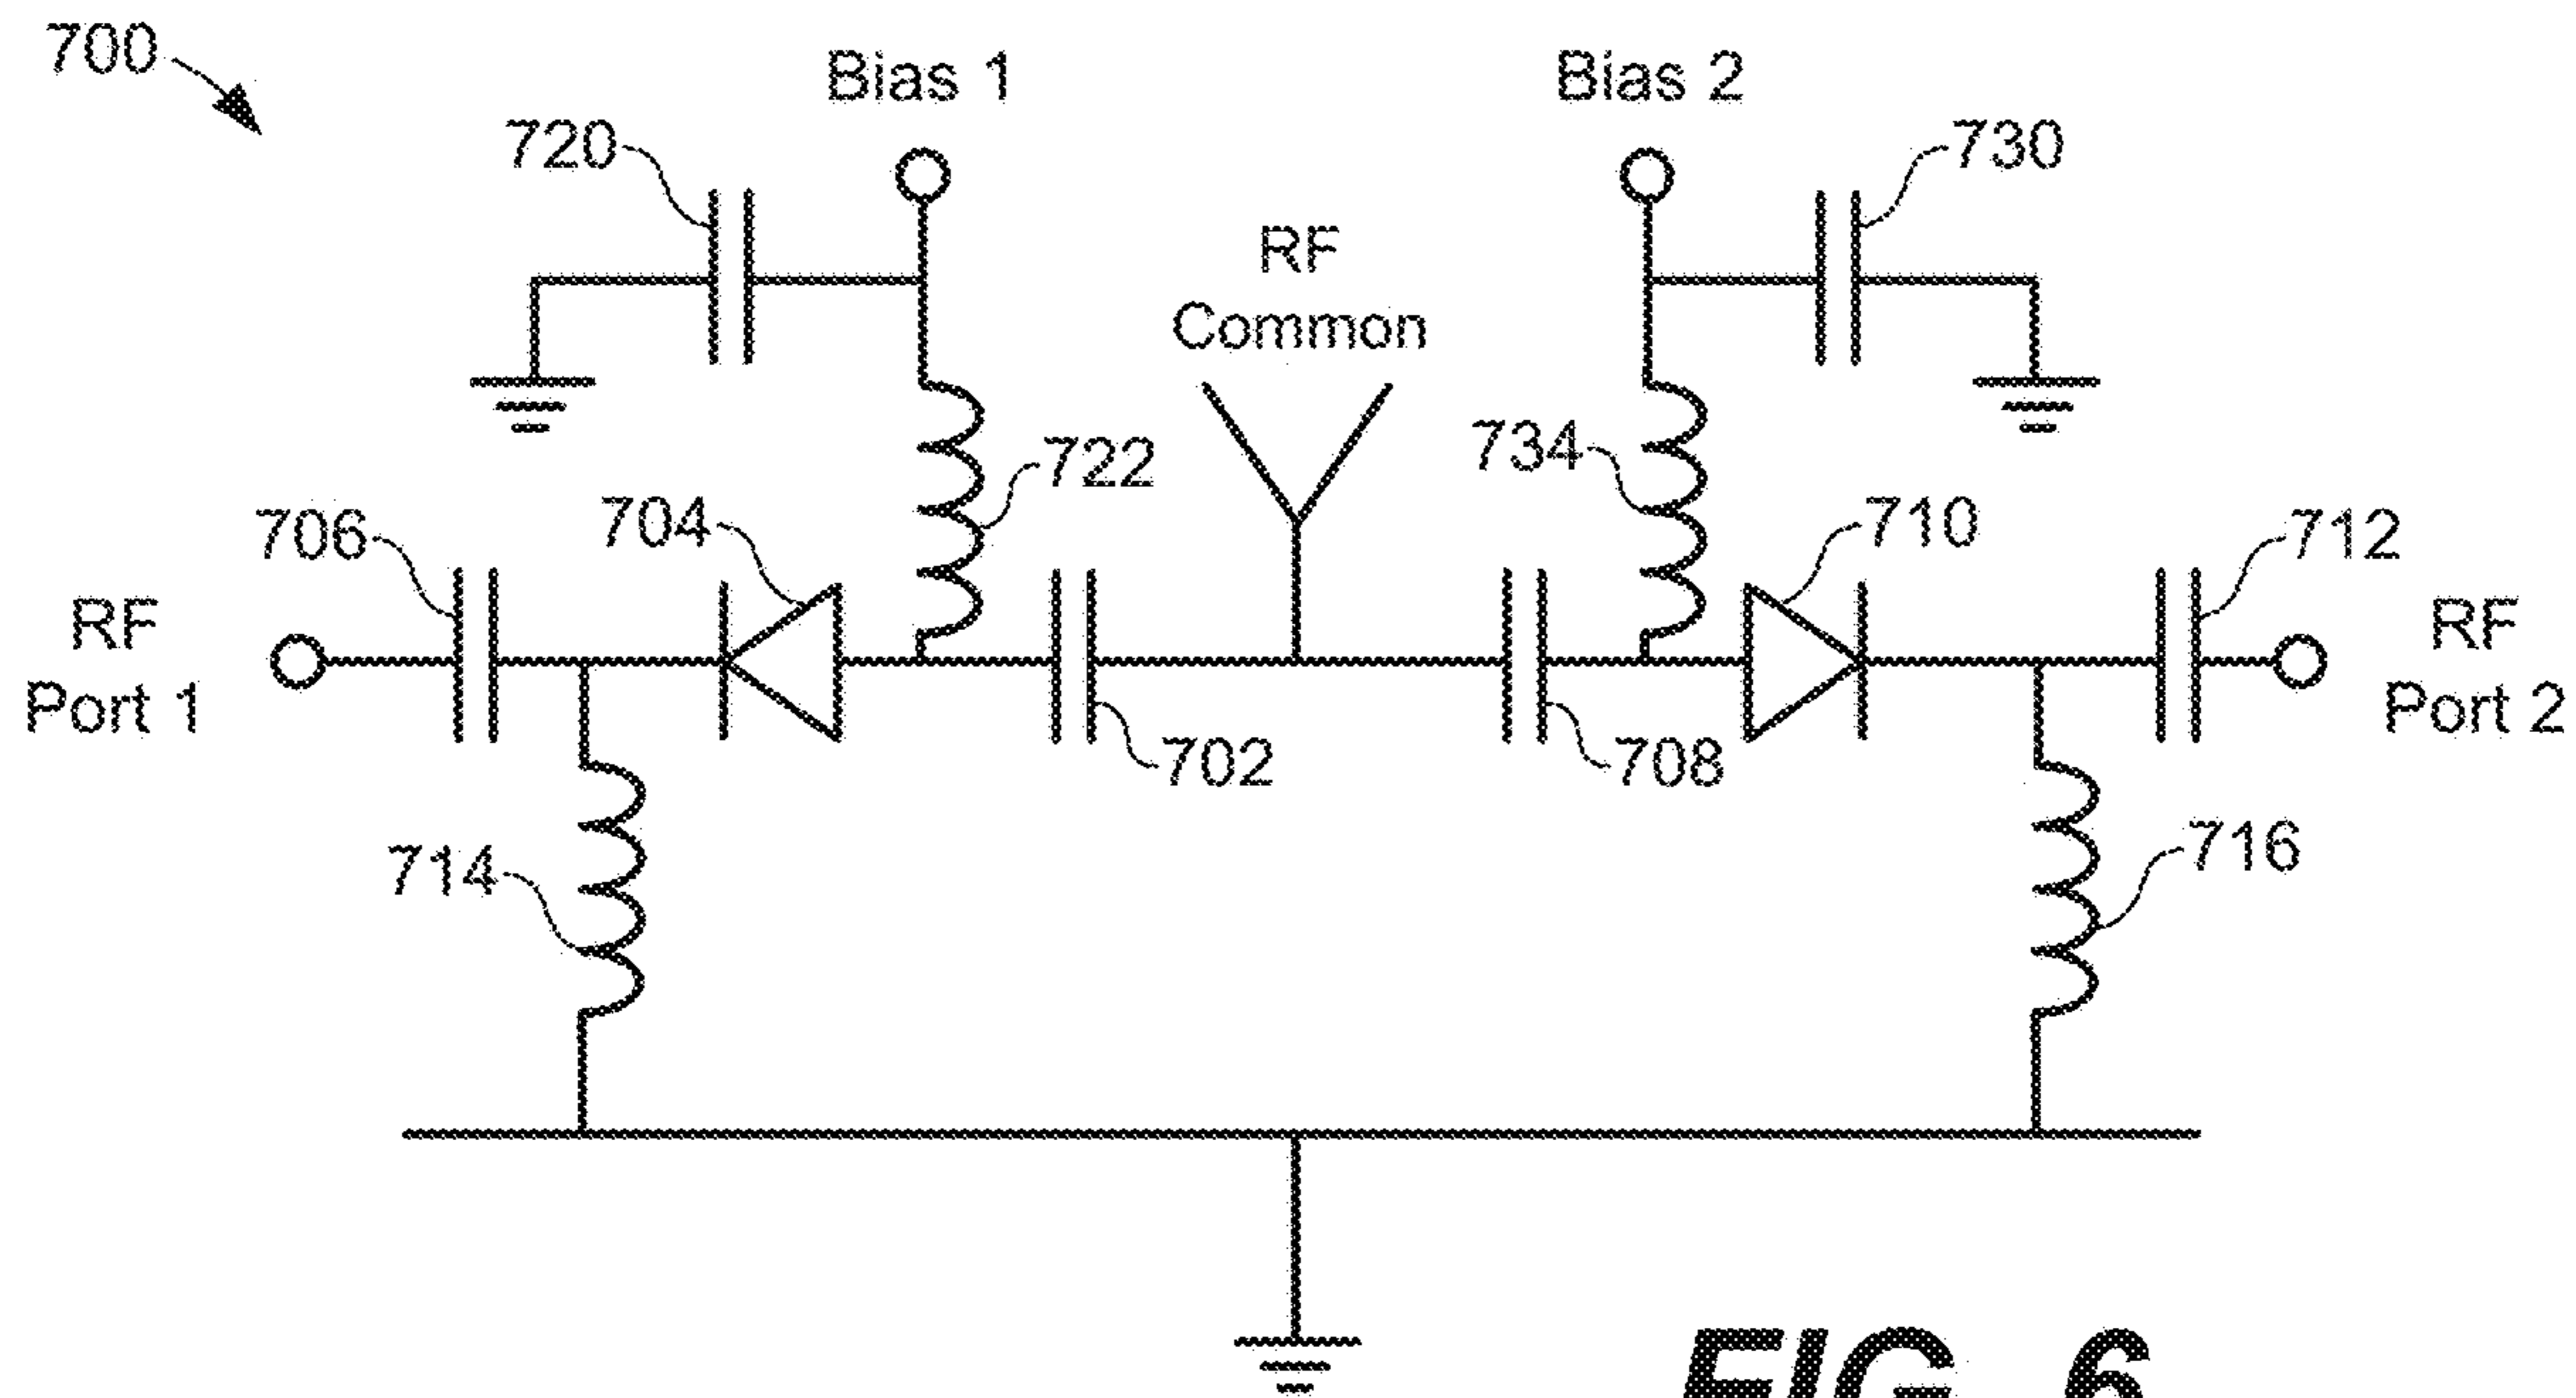 700
Bias 1
Bias 2
720
730
RF
Common
722
734
706
704
710
712
RF
Port 1
RF
Port 2
702
708
714
716
FIG. 6